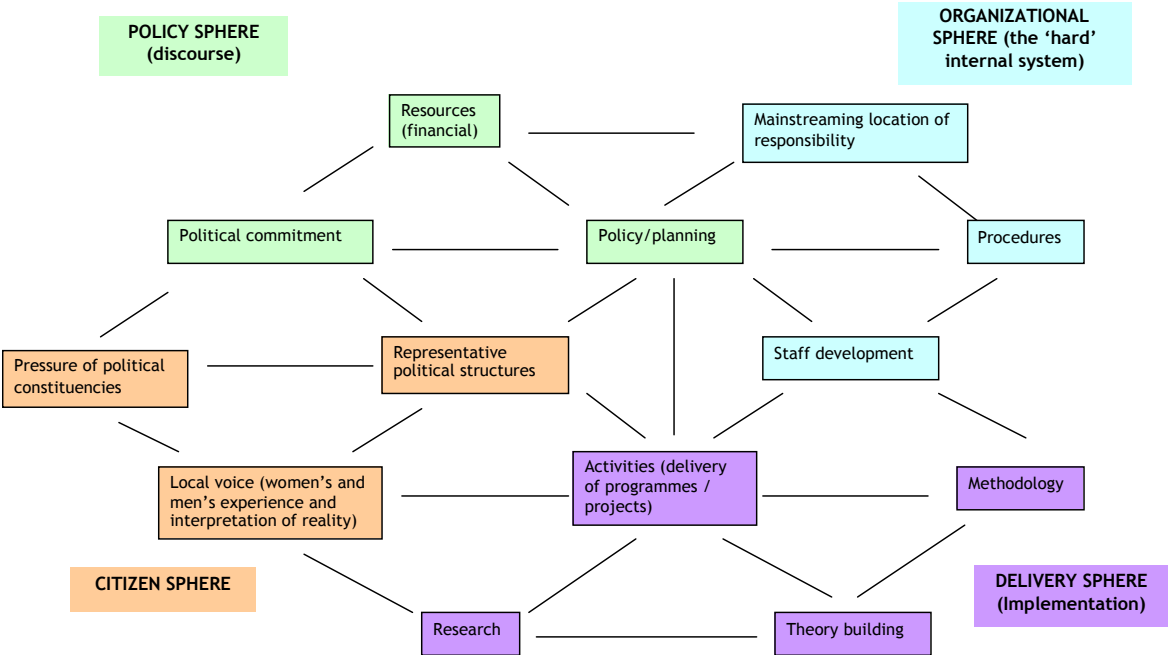 POLICY SPHERE
(discourse)
ORGANIZATIONAL
SPHERE (the ‘hard’
internal system)
Resources
(financial)
Mainstreaming location of
responsibility
Political commitment
Policy/planning
Procedures
Pressure of political
constituencies
Representative
political structures
Staff development
Local voice (women’s and
men’s experience and
interpretation of reality)
Activities (delivery
of programmes /
projects)
Methodology
CITIZEN SPHERE
DELIVERY SPHERE
(Implementation)
Research
Theory building